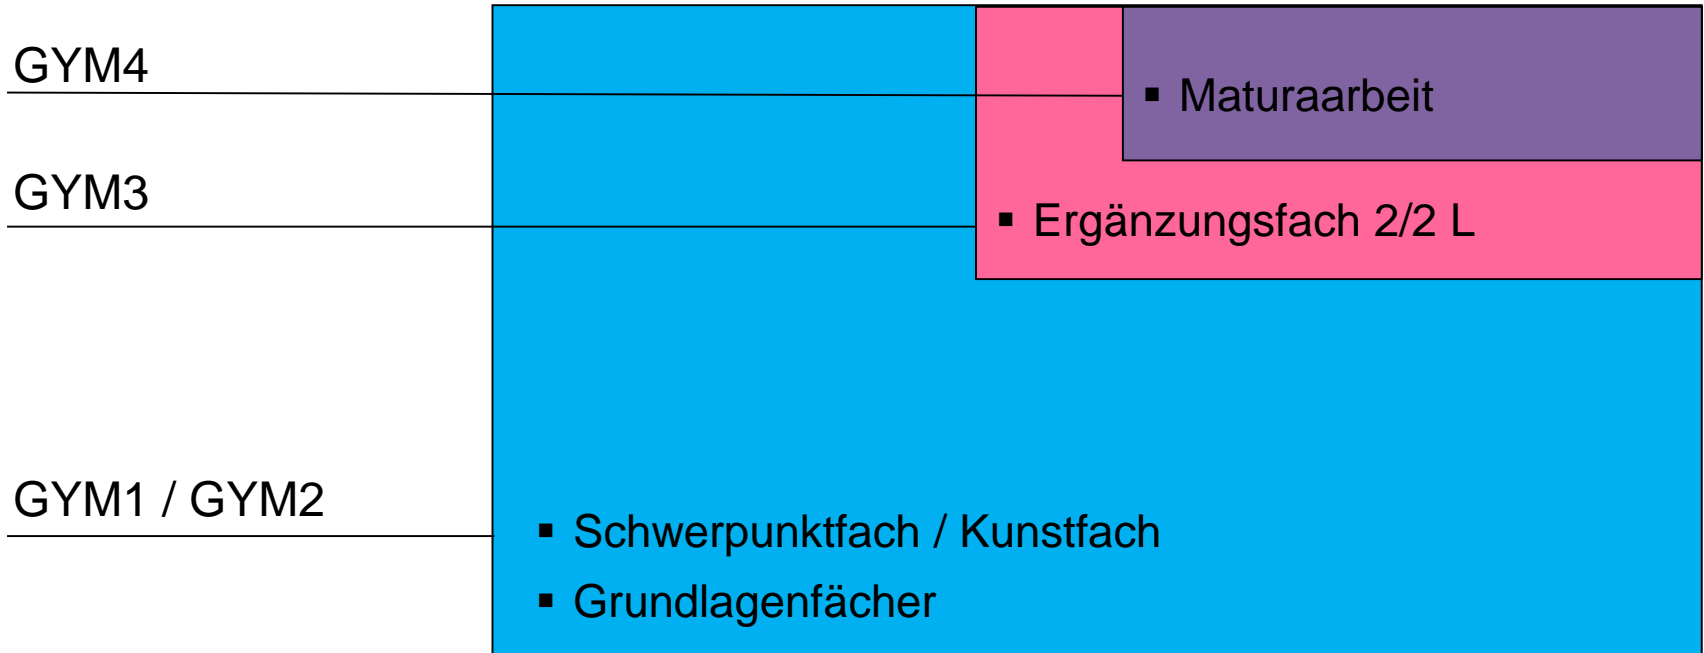 GYM4
▪ Maturaarbeit
GYM3
▪ Ergänzungsfach 2/2 L
GYM1 / GYM2
▪ Schwerpunktfach / Kunstfach
▪ Grundlagenfächer